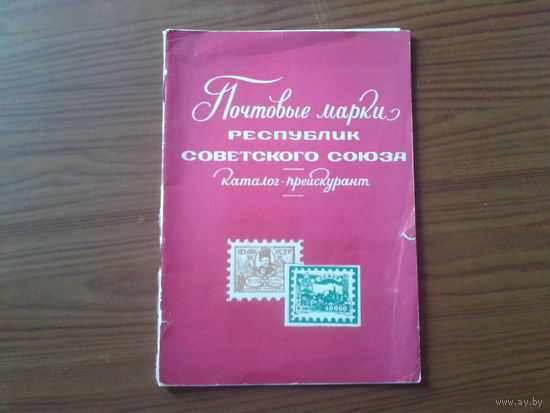 Почтовые марки
РЕСПУБЛИК
СОВЕТСКОГО СОЮЗА
каталог-прейскурант
40000
www.ay.by